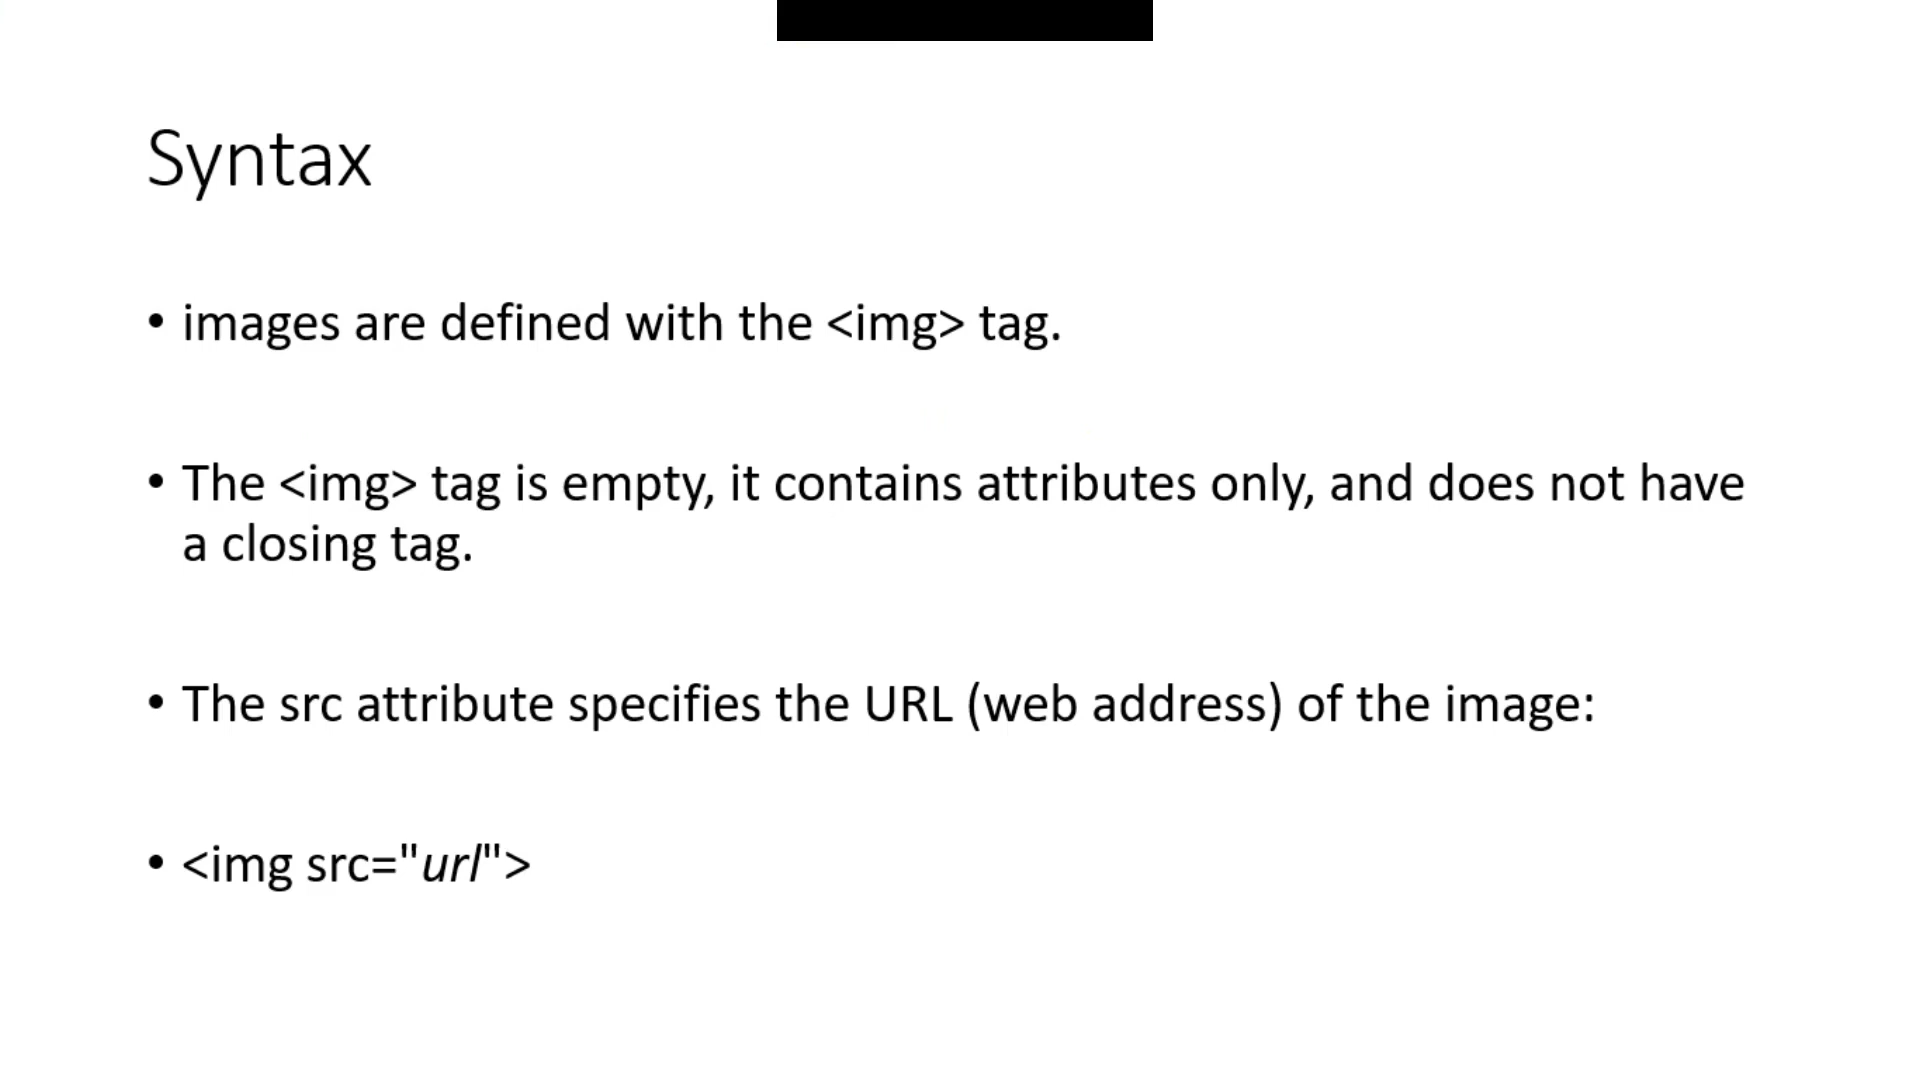 Syntax
• images are defined with the <img> tag.
• The <img> tag is empty, it contains attributes only, and does not have
a closing tag.
• The src attribute specifies the URL (web address) of the image:
• <img src="url">